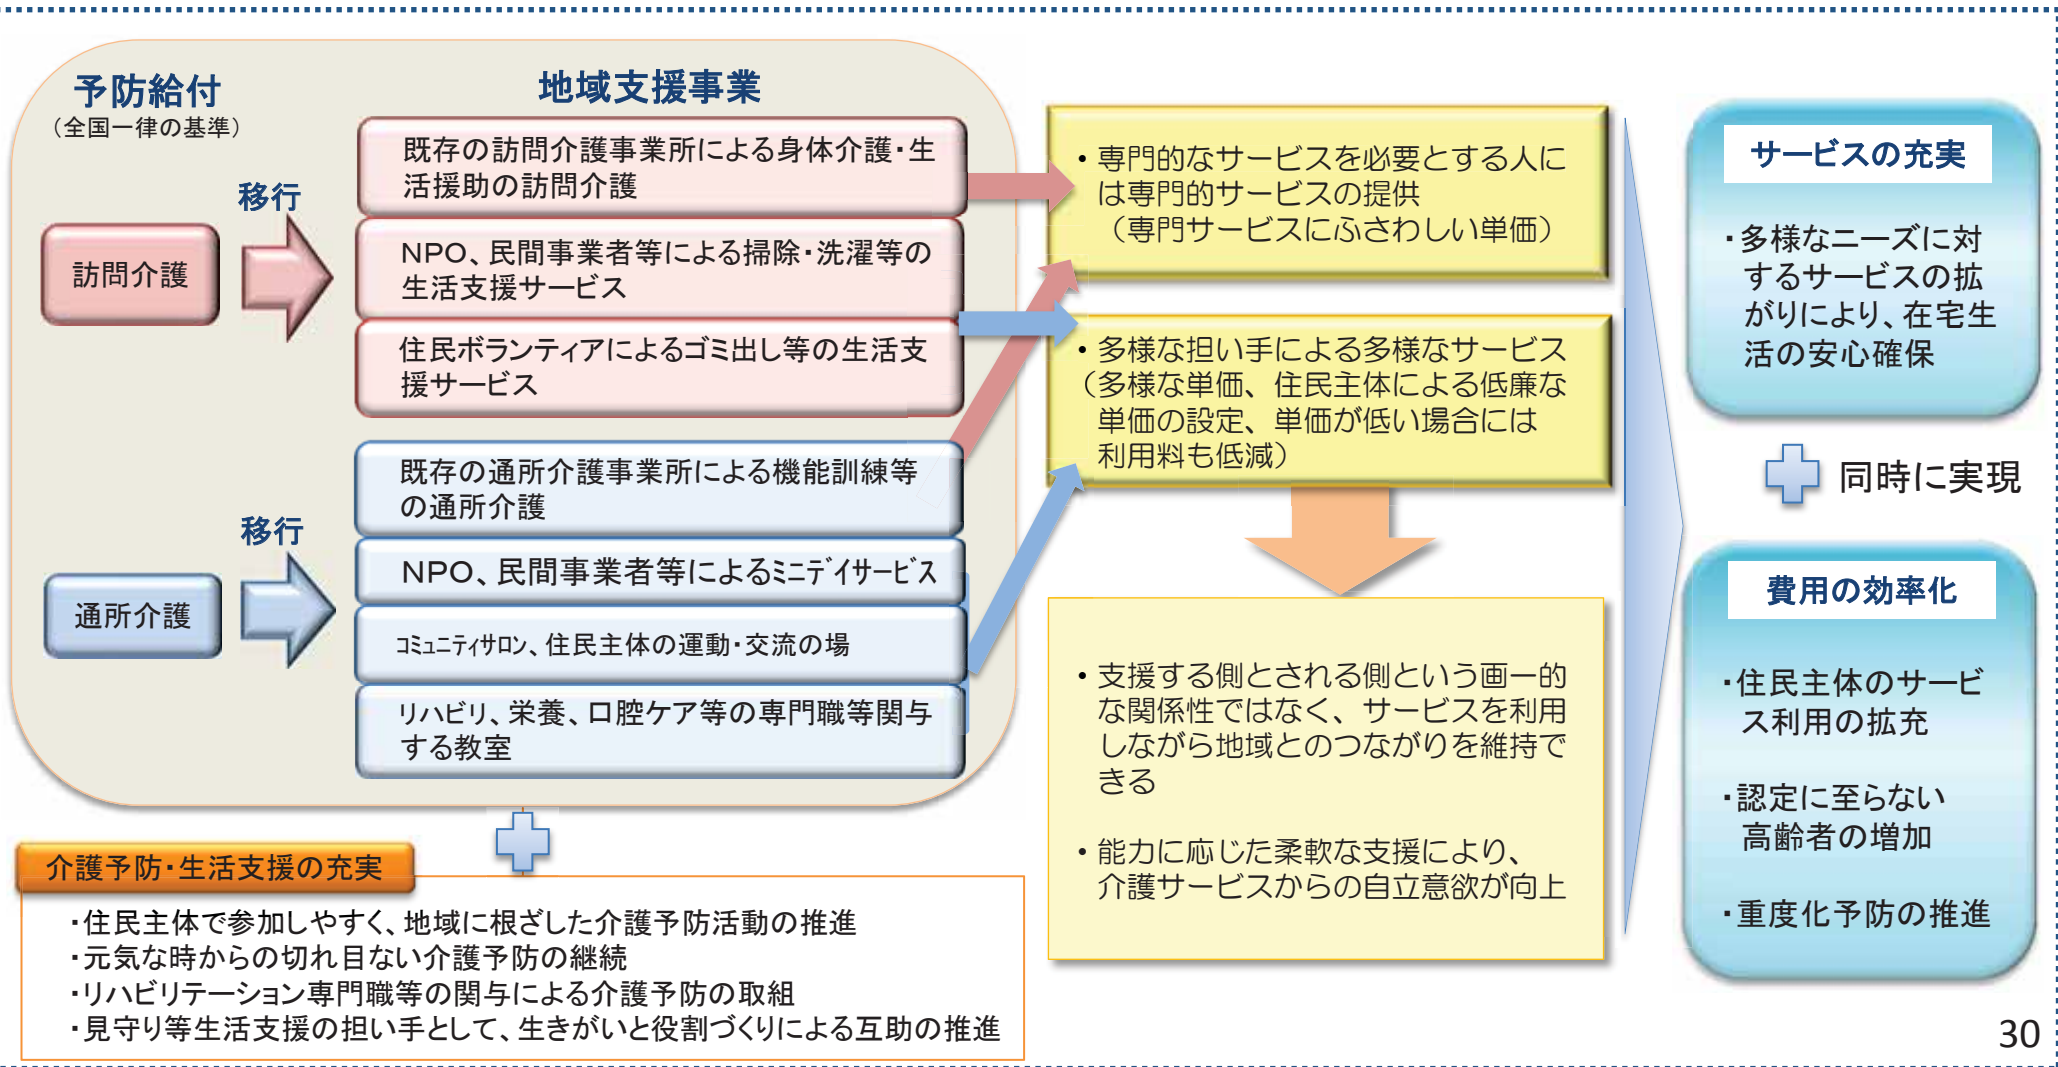 予防給付
（全国一律の基準）
地域支援事業
移行
訪問介護
既存の訪問介護事業所による身体介護・生
活援助の訪問介護
NPO、民間事業者等による掃除・洗濯等の
生活支援サービス
住民ボランティアによるゴミ出し等の生活支
援サービス
移行
通所介護
既存の通所介護事業所による機能訓練等
の通所介護
NPO、民間事業者等によるミニデイサービス
コミュニティサロン、住民主体の運動・交流の場
リハビリ、栄養、口腔ケア等の専門職等関与
する教室
介護予防・生活支援の充実
・住民主体で参加しやすく、地域に根ざした介護予防活動の推進
・元気な時からの切れ目ない介護予防の継続
・リハビリテーション専門職等の関与による介護予防の取組
・見守り等生活支援の担い手として、生きがいと役割づくりによる互助の推進
・専門的なサービスを必要とする人に
は専門的サービスの提供
（専門サービスにふさわしい単価）
・多様な担い手による多様なサービス
（多様な単価、住民主体による低廉な
単価の設定、単価が低い場合には
利用料も低減）
・支援する側とされる側という画一的
な関係性ではなく、サービスを利用
しながら地域とのつながりを維持で
きる
・能力に応じた柔軟な支援により、
介護サービスからの自立意欲が向上
サービスの充実
・多様なニーズに対
するサービスの拡
がりにより、在宅生
活の安心確保
同時に実現
費用の効率化
・住民主体のサービ
ス利用の拡充
・認定に至らない
高齢者の増加
・重度化予防の推進
30